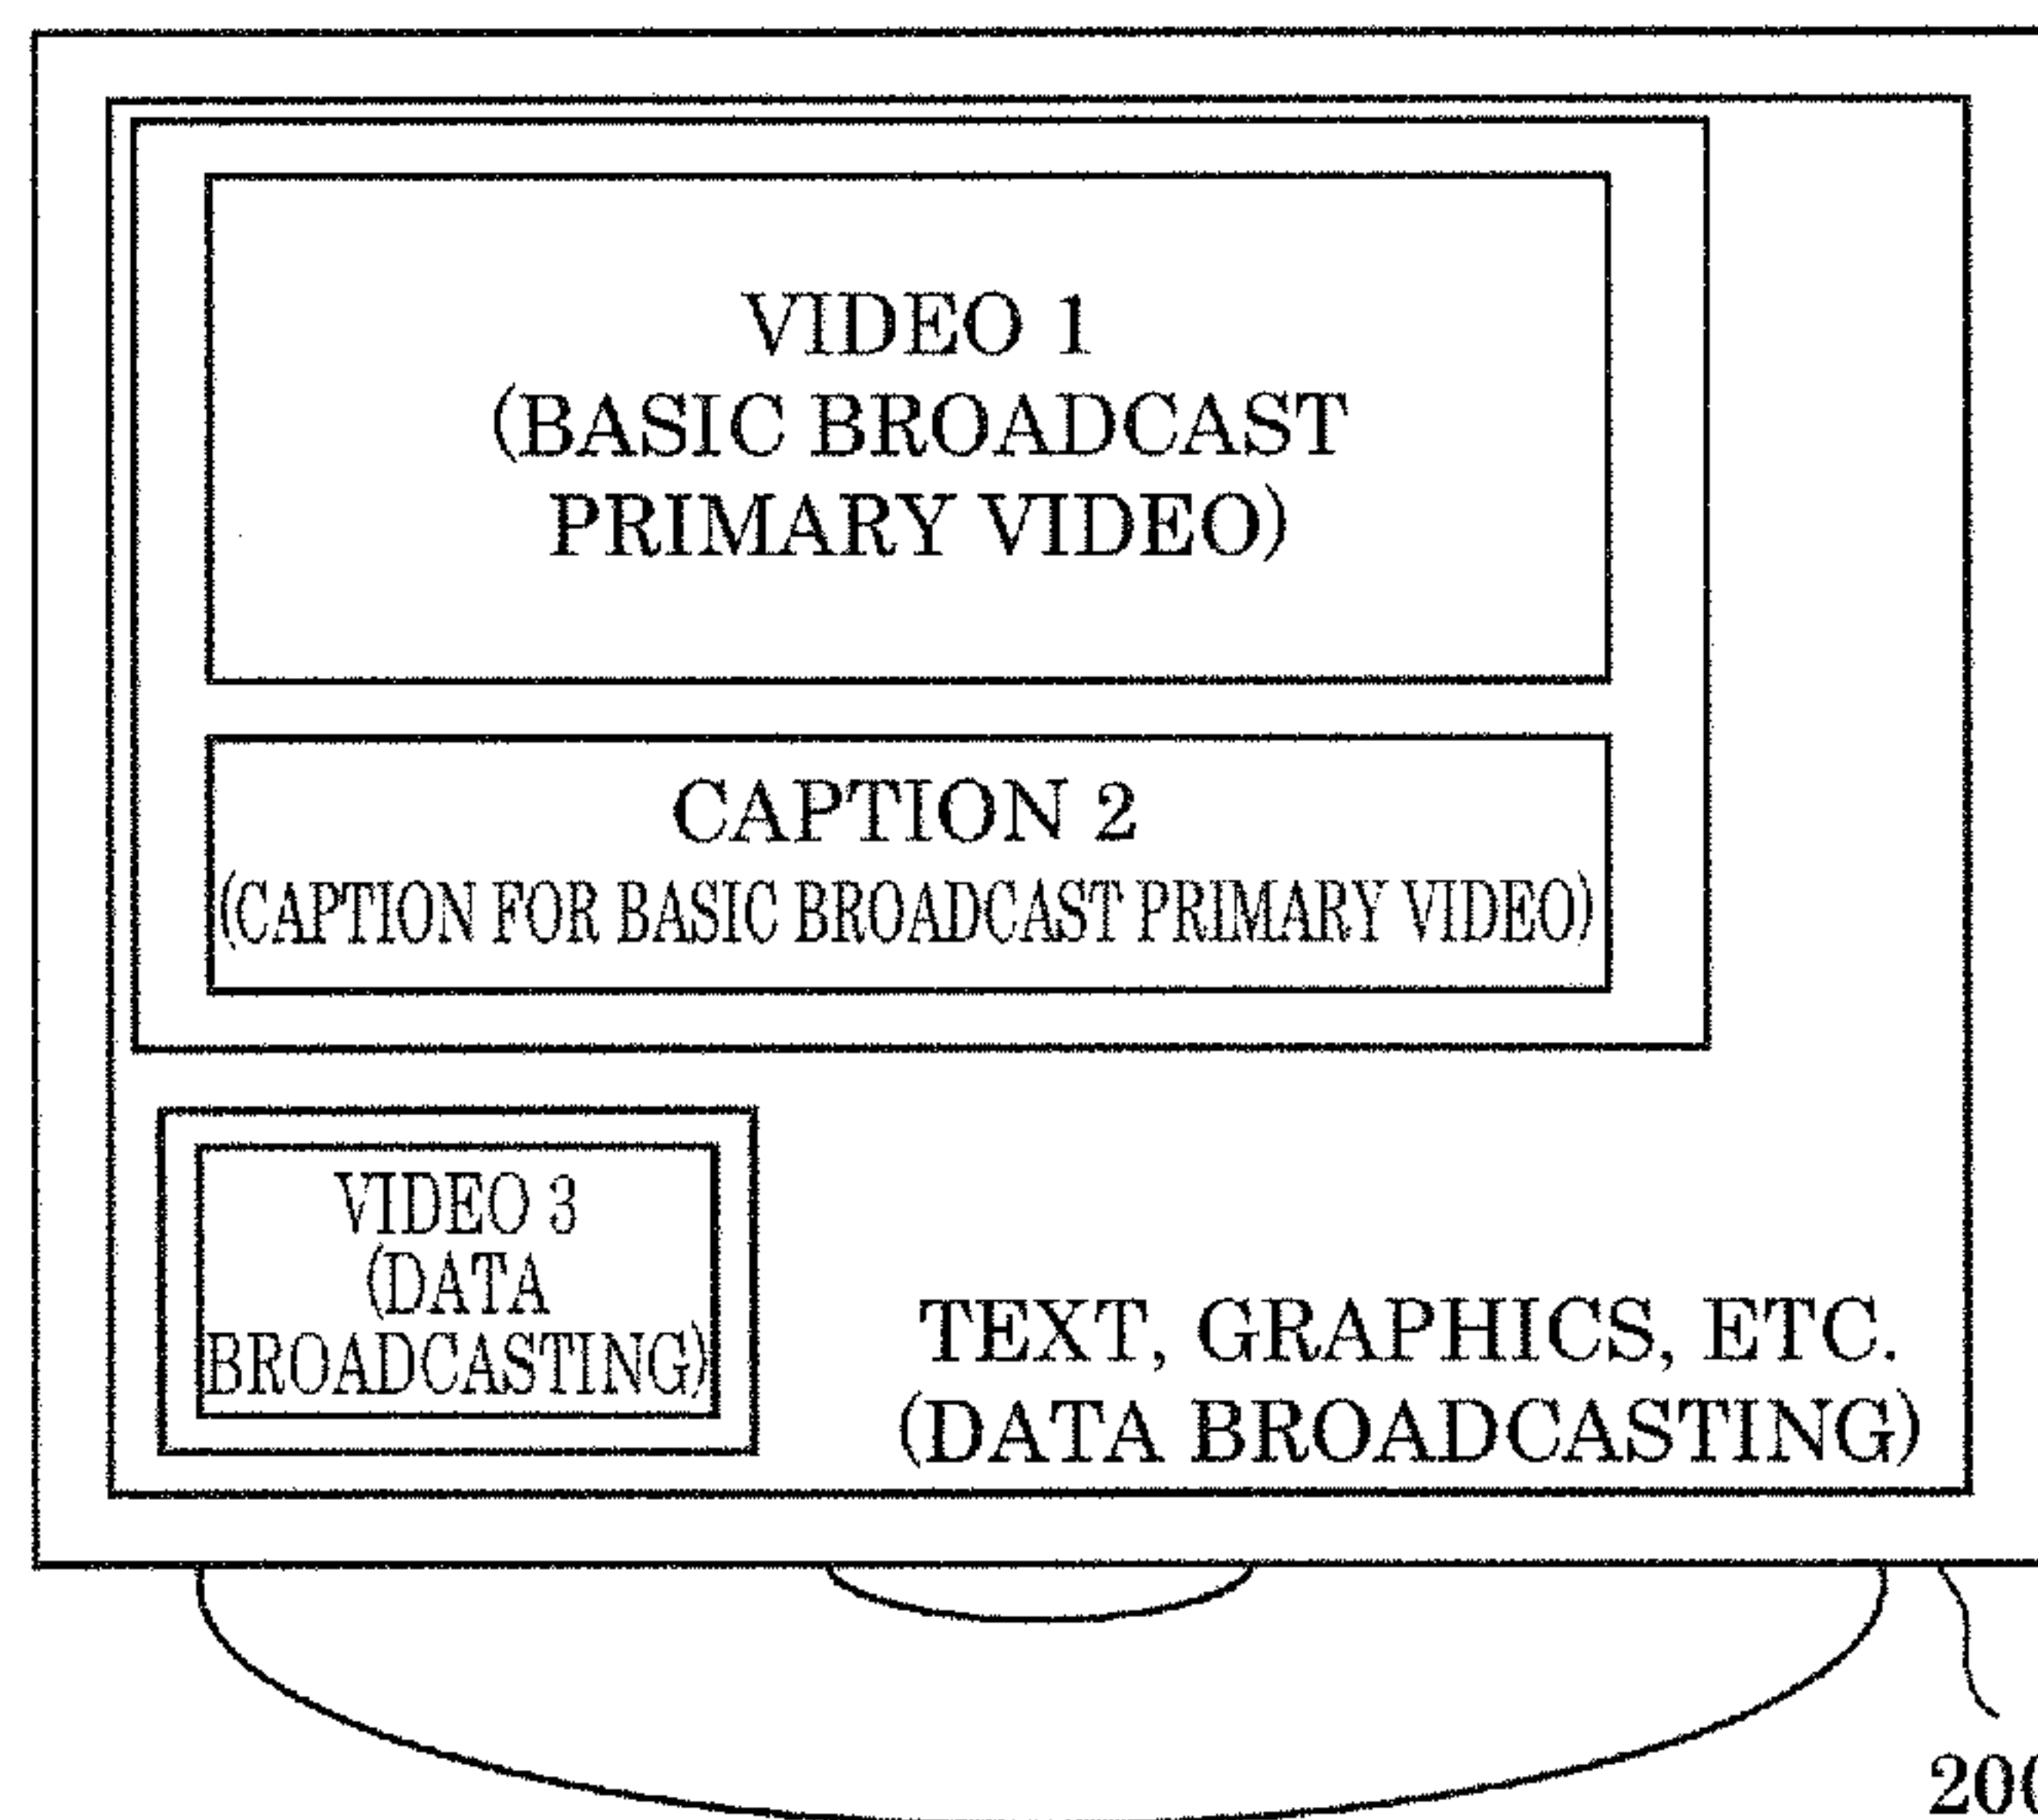 VIDEO 1
(BASIC BROADCAST
PRIMARY VIDEO)
CAPTION 2
(CAPTION FOR BASIC BROADCAST PRIMARY VIDEO)
VIDEO 3
(DATA
BROADCASTING)
TEXT, GRAPHICS, ETC.
(DATA BROADCASTING)